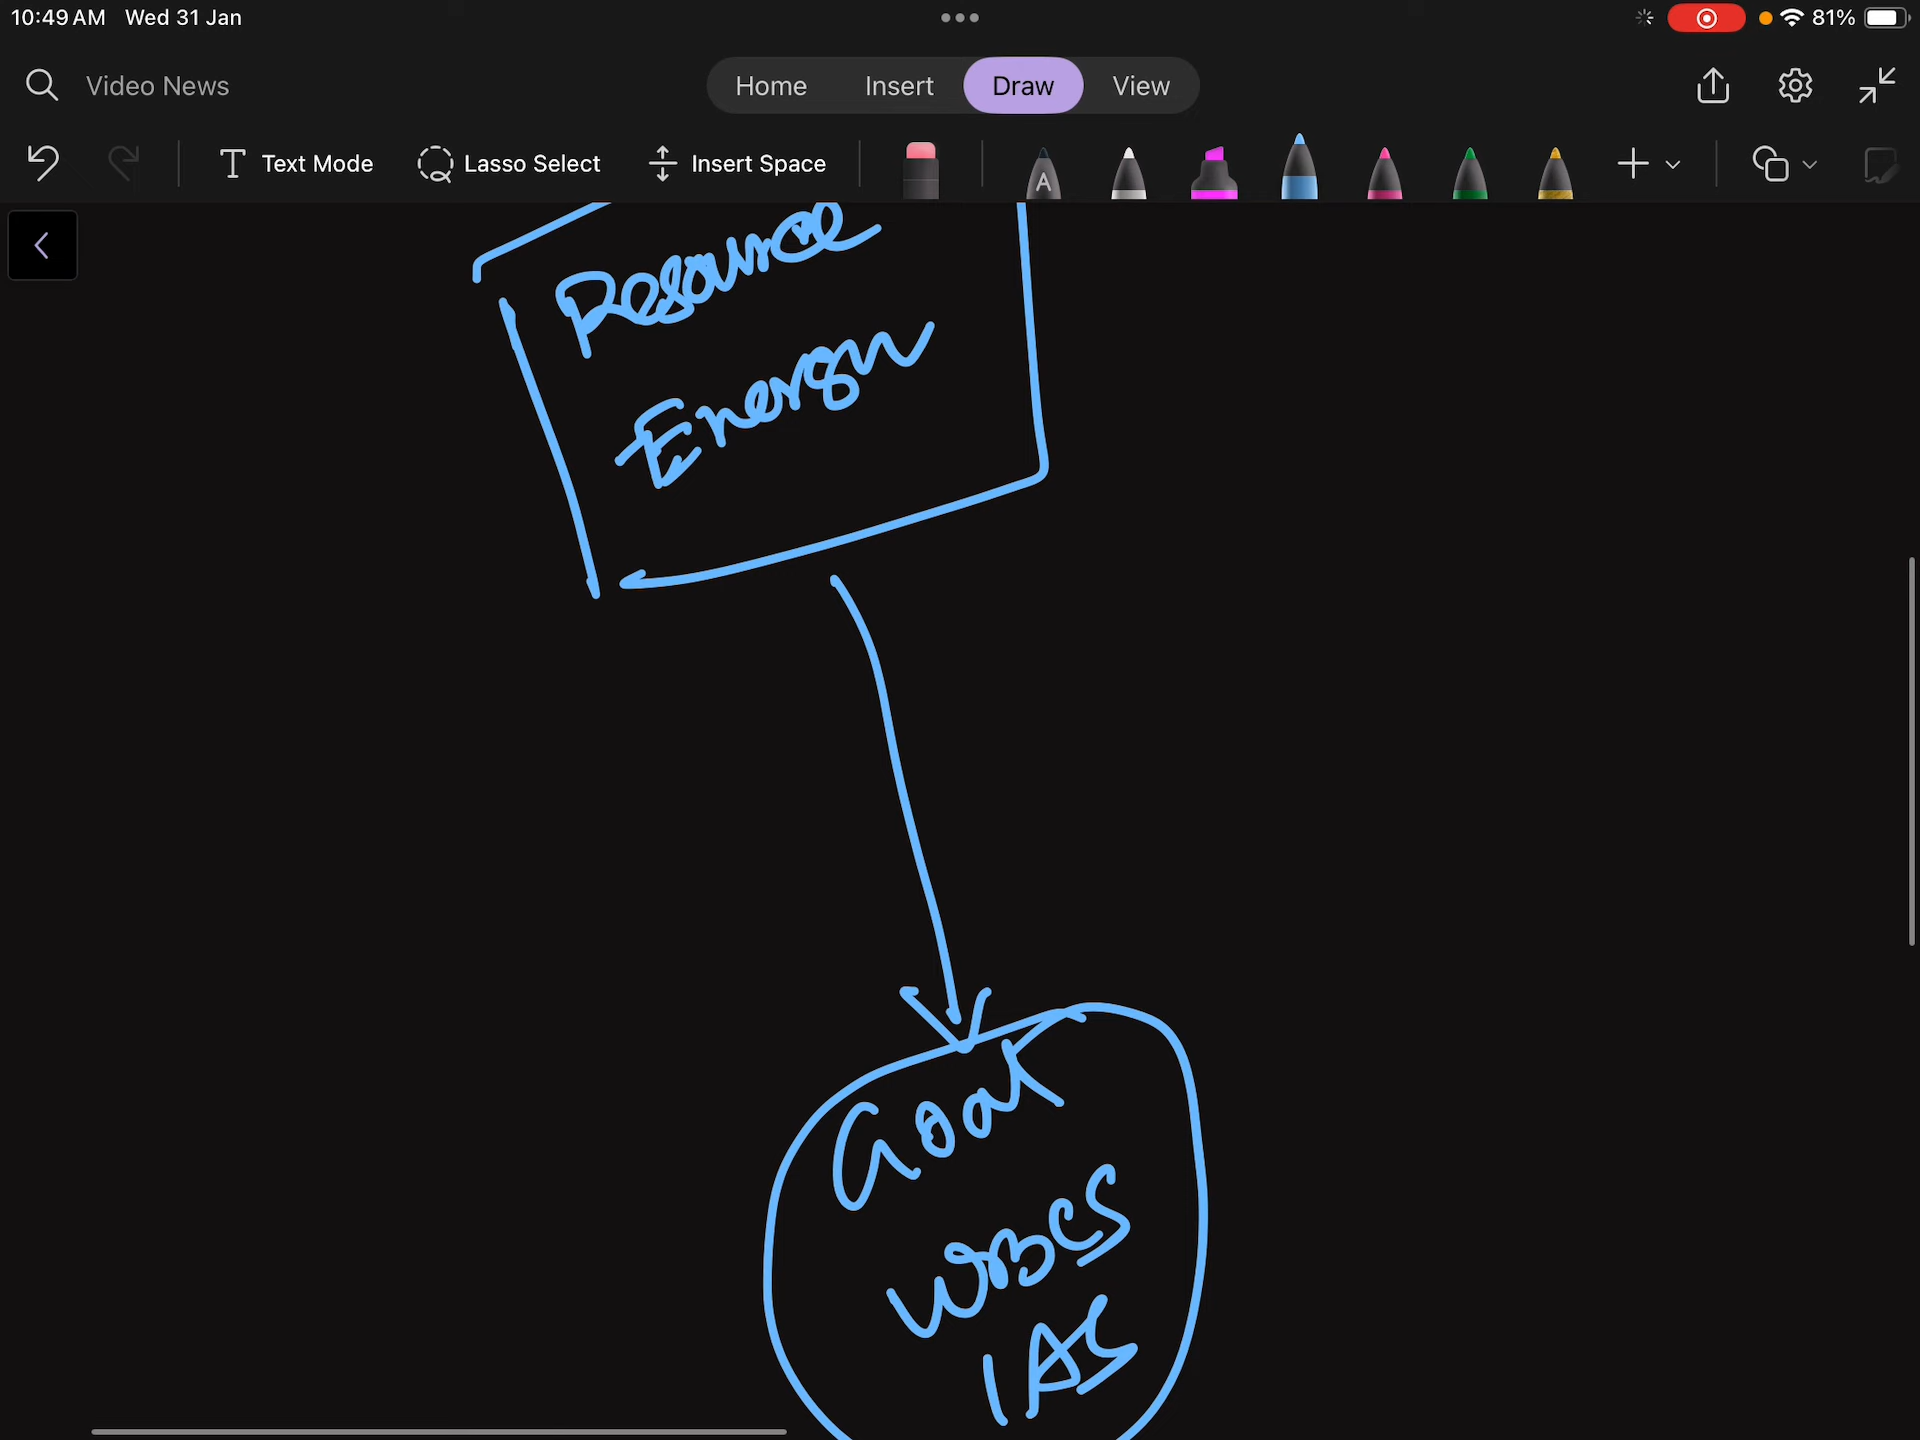 10:49 AM Wed 31 Jan
81%
Video News
Home Insert Draw View
Text Mode Lasso Select Insert Space
A
Resource
Energy
Goal
WBCS
IAS